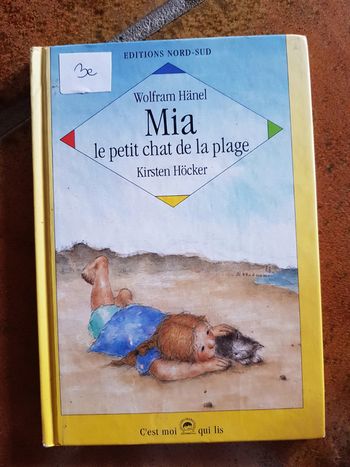 EDITIONS NORD-SUD
3e
Wolfram Hänel
Mia
le petit chat de la plage
Kirsten Höcker
C'est moi qui lis